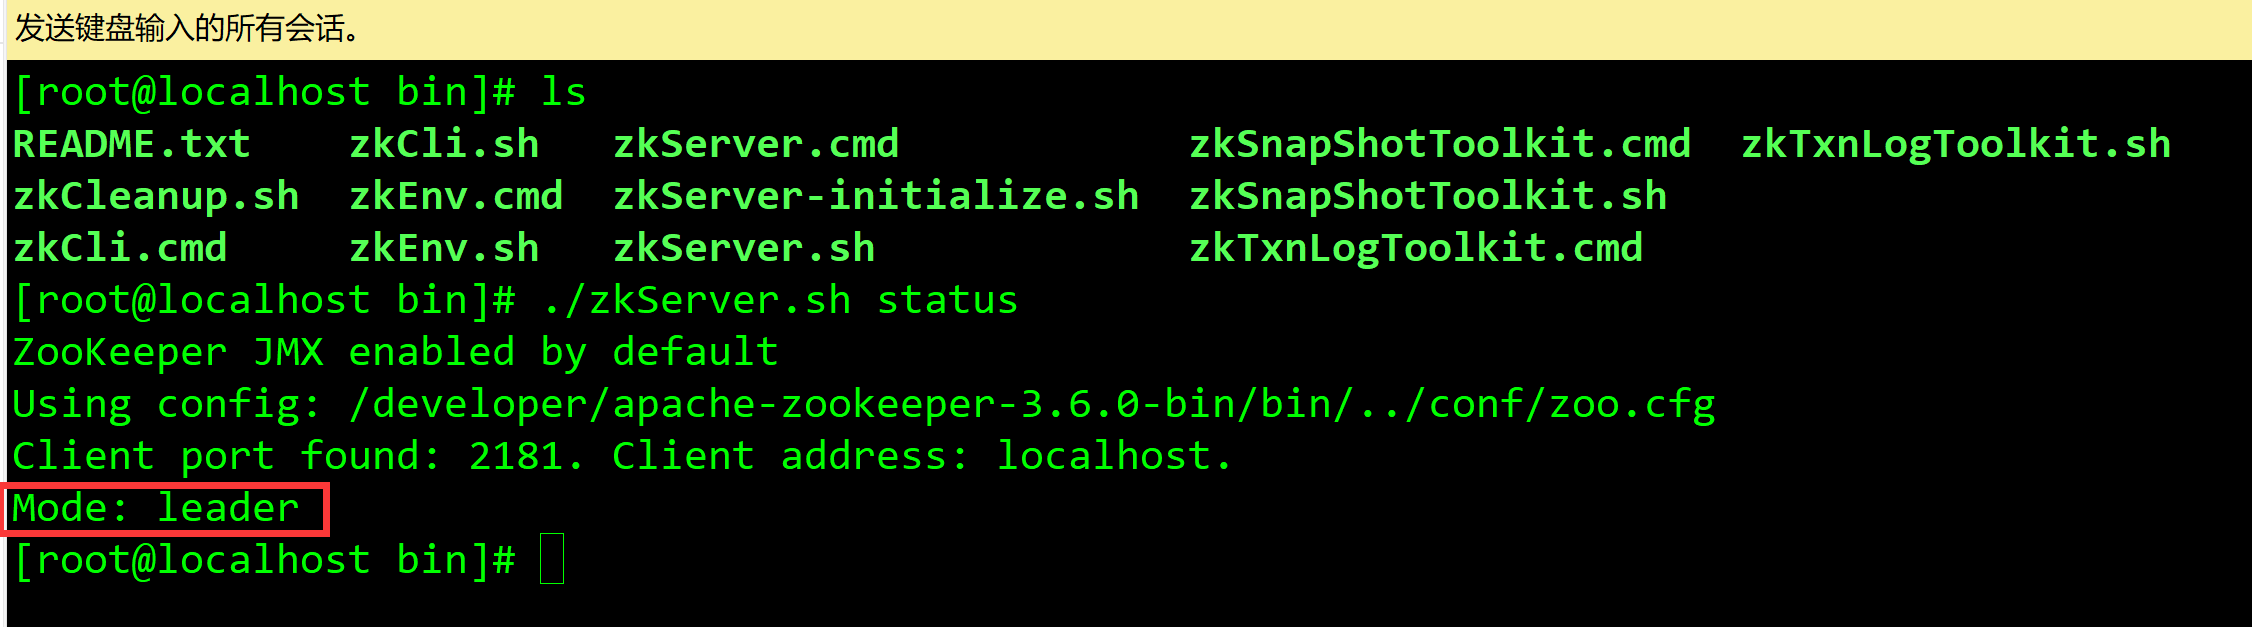 发送键盘输入的所有会话。
[root@localhost bin]# ls
README.txt    zkCli.sh   zkServer.cmd            zkSnapShotToolkit.cmd  zkTxnLogToolkit.sh
zkCleanup.sh  zkEnv.cmd  zkServer-initialize.sh  zkSnapShotToolkit.sh
zkCli.cmd     zkEnv.sh   zkServer.sh             zkTxnLogToolkit.cmd
[root@localhost bin]# ./zkServer.sh status
ZooKeeper JMX enabled by default
Using config: /developer/apache-zookeeper-3.6.0-bin/bin/../conf/zoo.cfg
Client port found: 2181. Client address: localhost.
Mode: leader
[root@localhost bin]#